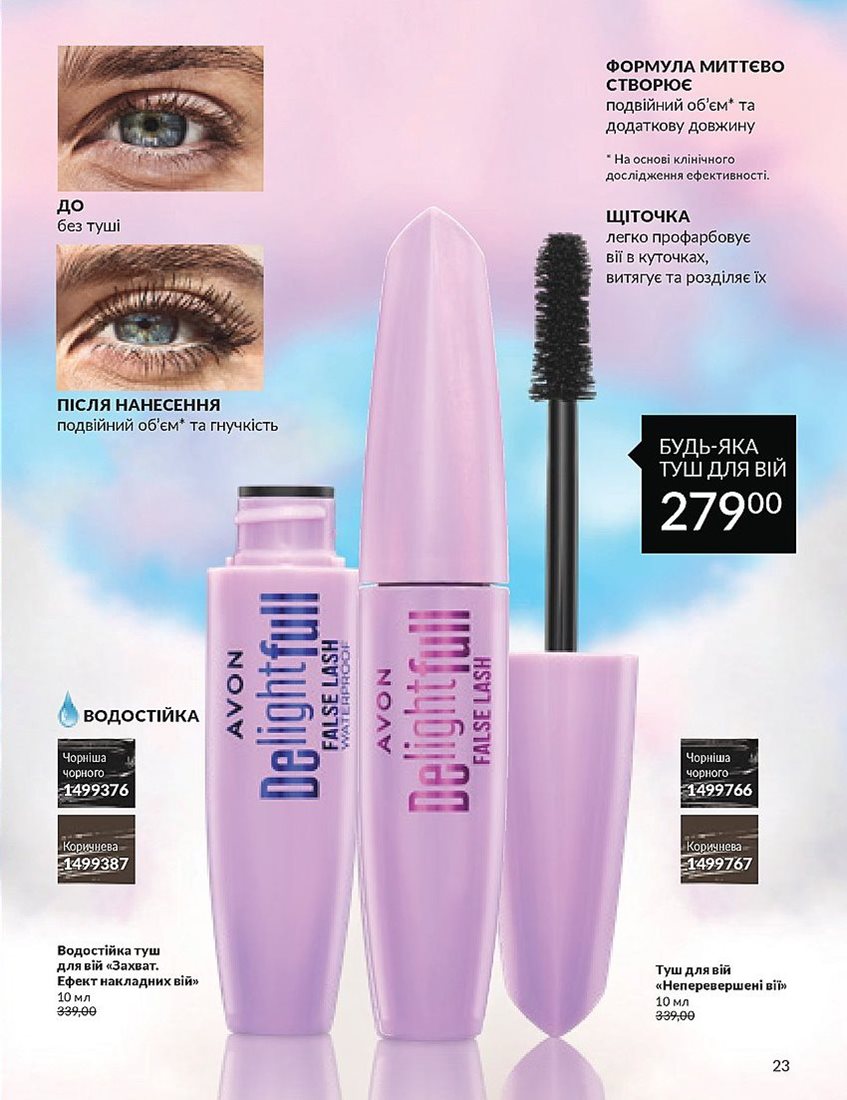 ДО
без туші
ПІСЛЯ НАНЕСЕННЯ
подвійний об'єм* та гнучкість
ФОРМУЛА МИТТЄВО
СТВОРЮЄ
подвійний об'єм* та
додаткову довжину
* На основі клінічного
дослідження ефективності.
ЩІТОЧКА
легко профарбовує
вії в куточках,
витягує та розділяє їх
БУДЬ-ЯКА
ТУШ ДЛЯ ВІЙ
279⁰⁰
AVON
Delightfull
FALSE LASH
WATERPROOF
AVON
Delightfull
FALSE LASH
ВОДОСТІЙКА
Чорніша
чорного
1499376
Коричнева
1499387
Водостійка туш
для вій «Захват.
Ефект накладних вій»
10 мл
339,00
Чорніша
чорного
1499766
Коричнева
1499767
Туш для вій
«Неперевершені вії»
10 мл
339,00
23